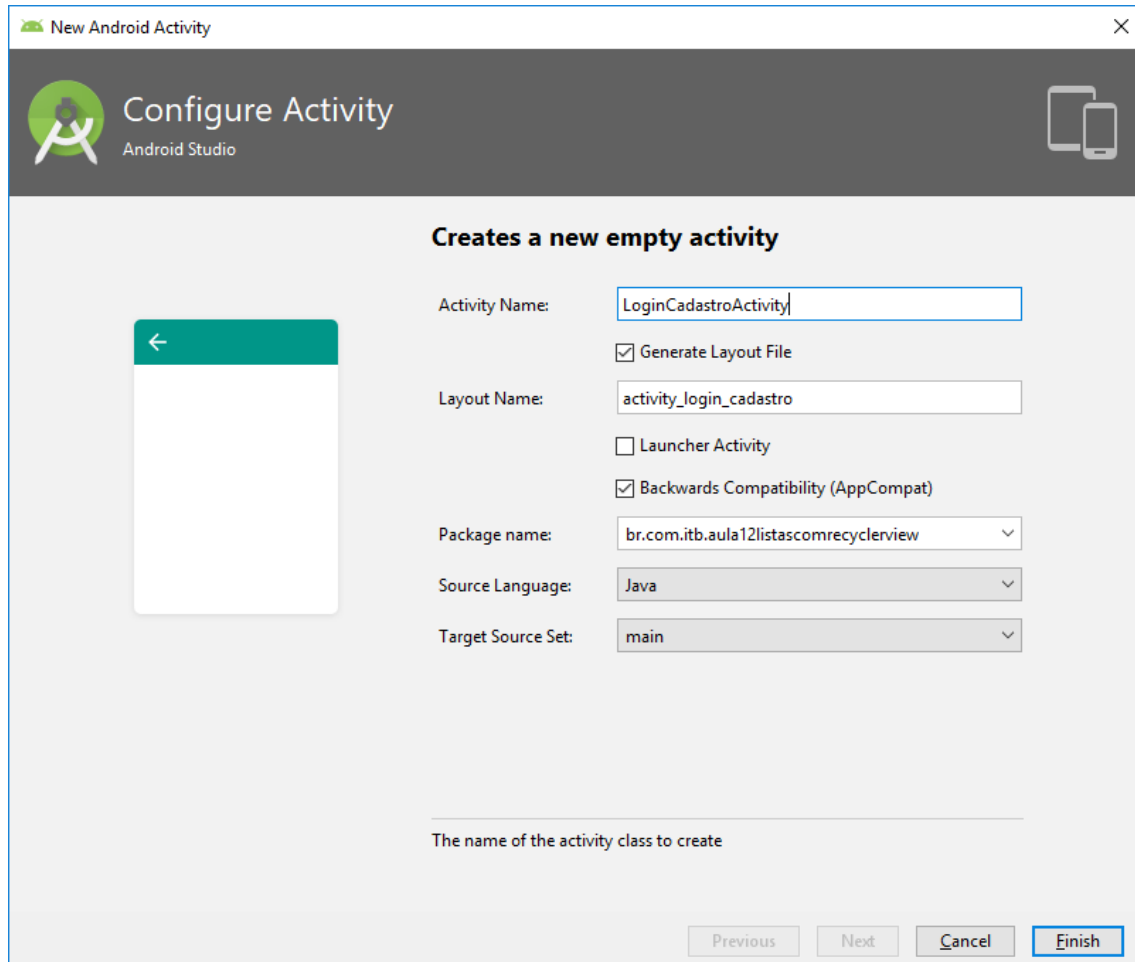 New Android Activity
Configure Activity
Android Studio
Creates a new empty activity
Activity Name: LoginCadastroActivity
Generate Layout File
Layout Name: activity_login_cadastro
Launcher Activity
Backwards Compatibility (AppCompat)
Package name: br.com.itb.aula12listascomrecyclerview
Source Language: Java
Target Source Set: main
The name of the activity class to create
Previous Next Cancel Finish